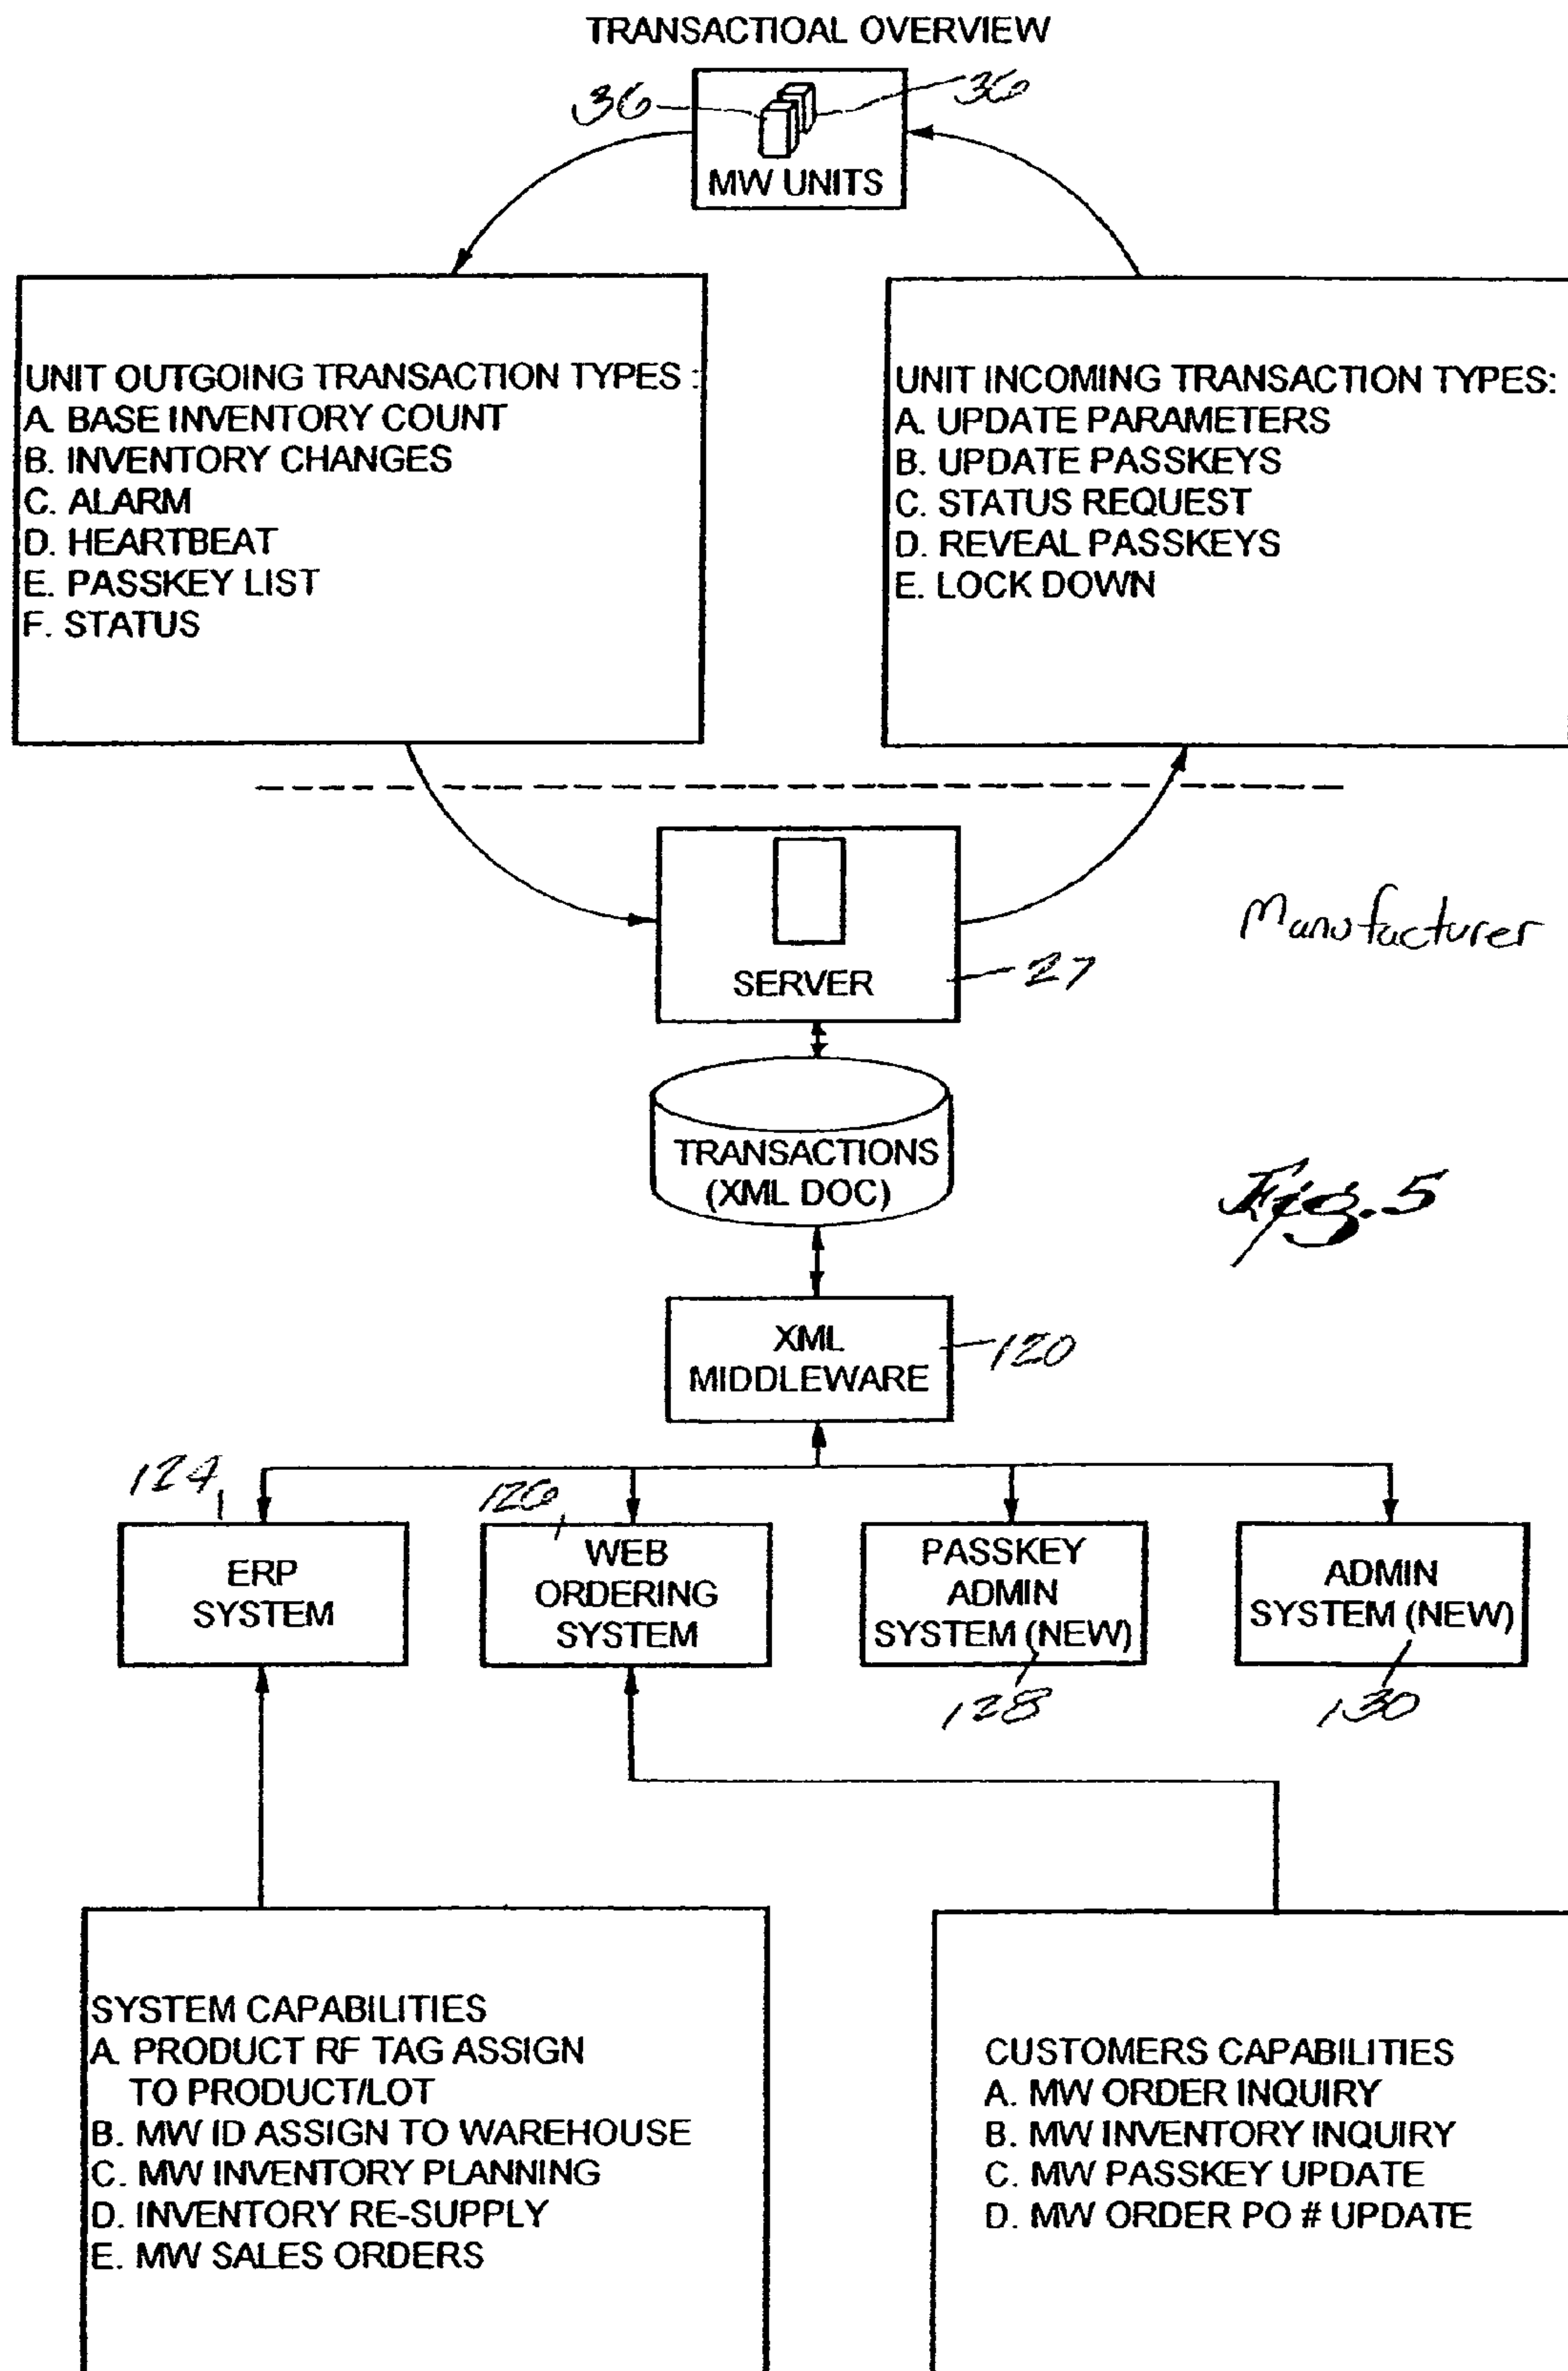 TRANSACTIOAL OVERVIEW
36
36
MW UNITS
UNIT OUTGOING TRANSACTION TYPES :
A. BASE INVENTORY COUNT
B. INVENTORY CHANGES
C. ALARM
D. HEARTBEAT
E. PASSKEY LIST
F. STATUS
UNIT INCOMING TRANSACTION TYPES:
A. UPDATE PARAMETERS
B. UPDATE PASSKEYS
C. STATUS REQUEST
D. REVEAL PASSKEYS
E. LOCK DOWN
Manufacturer
SERVER
27
TRANSACTIONS
(XML DOC)
Fig. 5
XML
MIDDLEWARE
120
124
126
ERP
SYSTEM
WEB
ORDERING
SYSTEM
PASSKEY
ADMIN
SYSTEM (NEW)
ADMIN
SYSTEM (NEW)
128
130
SYSTEM CAPABILITIES
A. PRODUCT RF TAG ASSIGN
TO PRODUCT/LOT
B. MW ID ASSIGN TO WAREHOUSE
C. MW INVENTORY PLANNING
D. INVENTORY RE-SUPPLY
E. MW SALES ORDERS
CUSTOMERS CAPABILITIES
A. MW ORDER INQUIRY
B. MW INVENTORY INQUIRY
C. MW PASSKEY UPDATE
D. MW ORDER PO # UPDATE